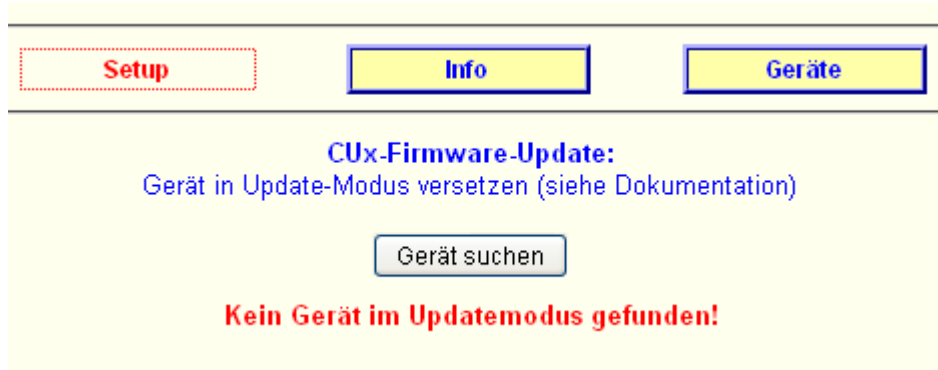 Setup Info Geräte
CUx-Firmware-Update:
Gerät in Update-Modus versetzen (siehe Dokumentation)
Gerät suchen
Kein Gerät im Updatemodus gefunden!